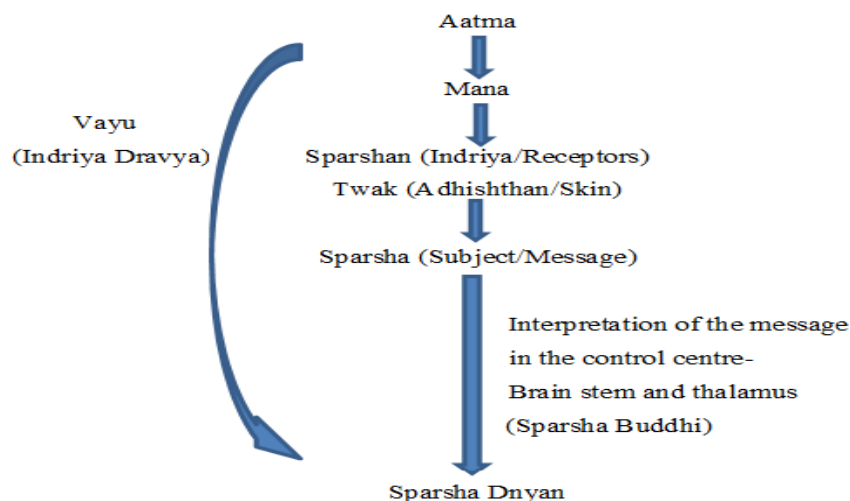 Aatma
Mana
Vayu
(Indriya Dravya)
Sparshan (Indriya/Receptors)
Twak (Adhishthan/Skin)
Sparsha (Subject/Message)
Interpretation of the message
in the control centre-
Brain stem and thalamus
(Sparsha Buddhi)
Sparsha Dnyan